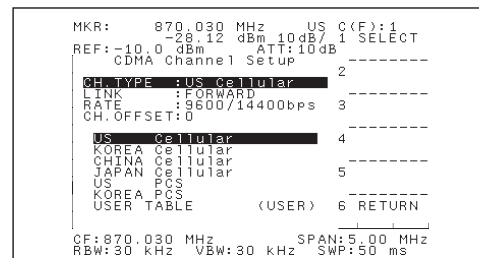 MKR: 870.030 MHz US C(F):1
-28.12 dBm 10dB/ 1 SELECT
REF:-10.0 dBm ATT:10dB
CDMA Channel Setup
2
CH.TYPE :US Cellular
LINK :FORWARD
RATE :9600/14400bps 3
CH.OFFSET:0
US Cellular 4
KOREA Cellular
CHINA Cellular
JAPAN Cellular 5
US PCS
KOREA PCS
USER TABLE (USER) 6 RETURN
CF:870.030 MHz SPAN:5.00 MHz
RBW:30 kHz VBW:30 kHz SWP:50 ms